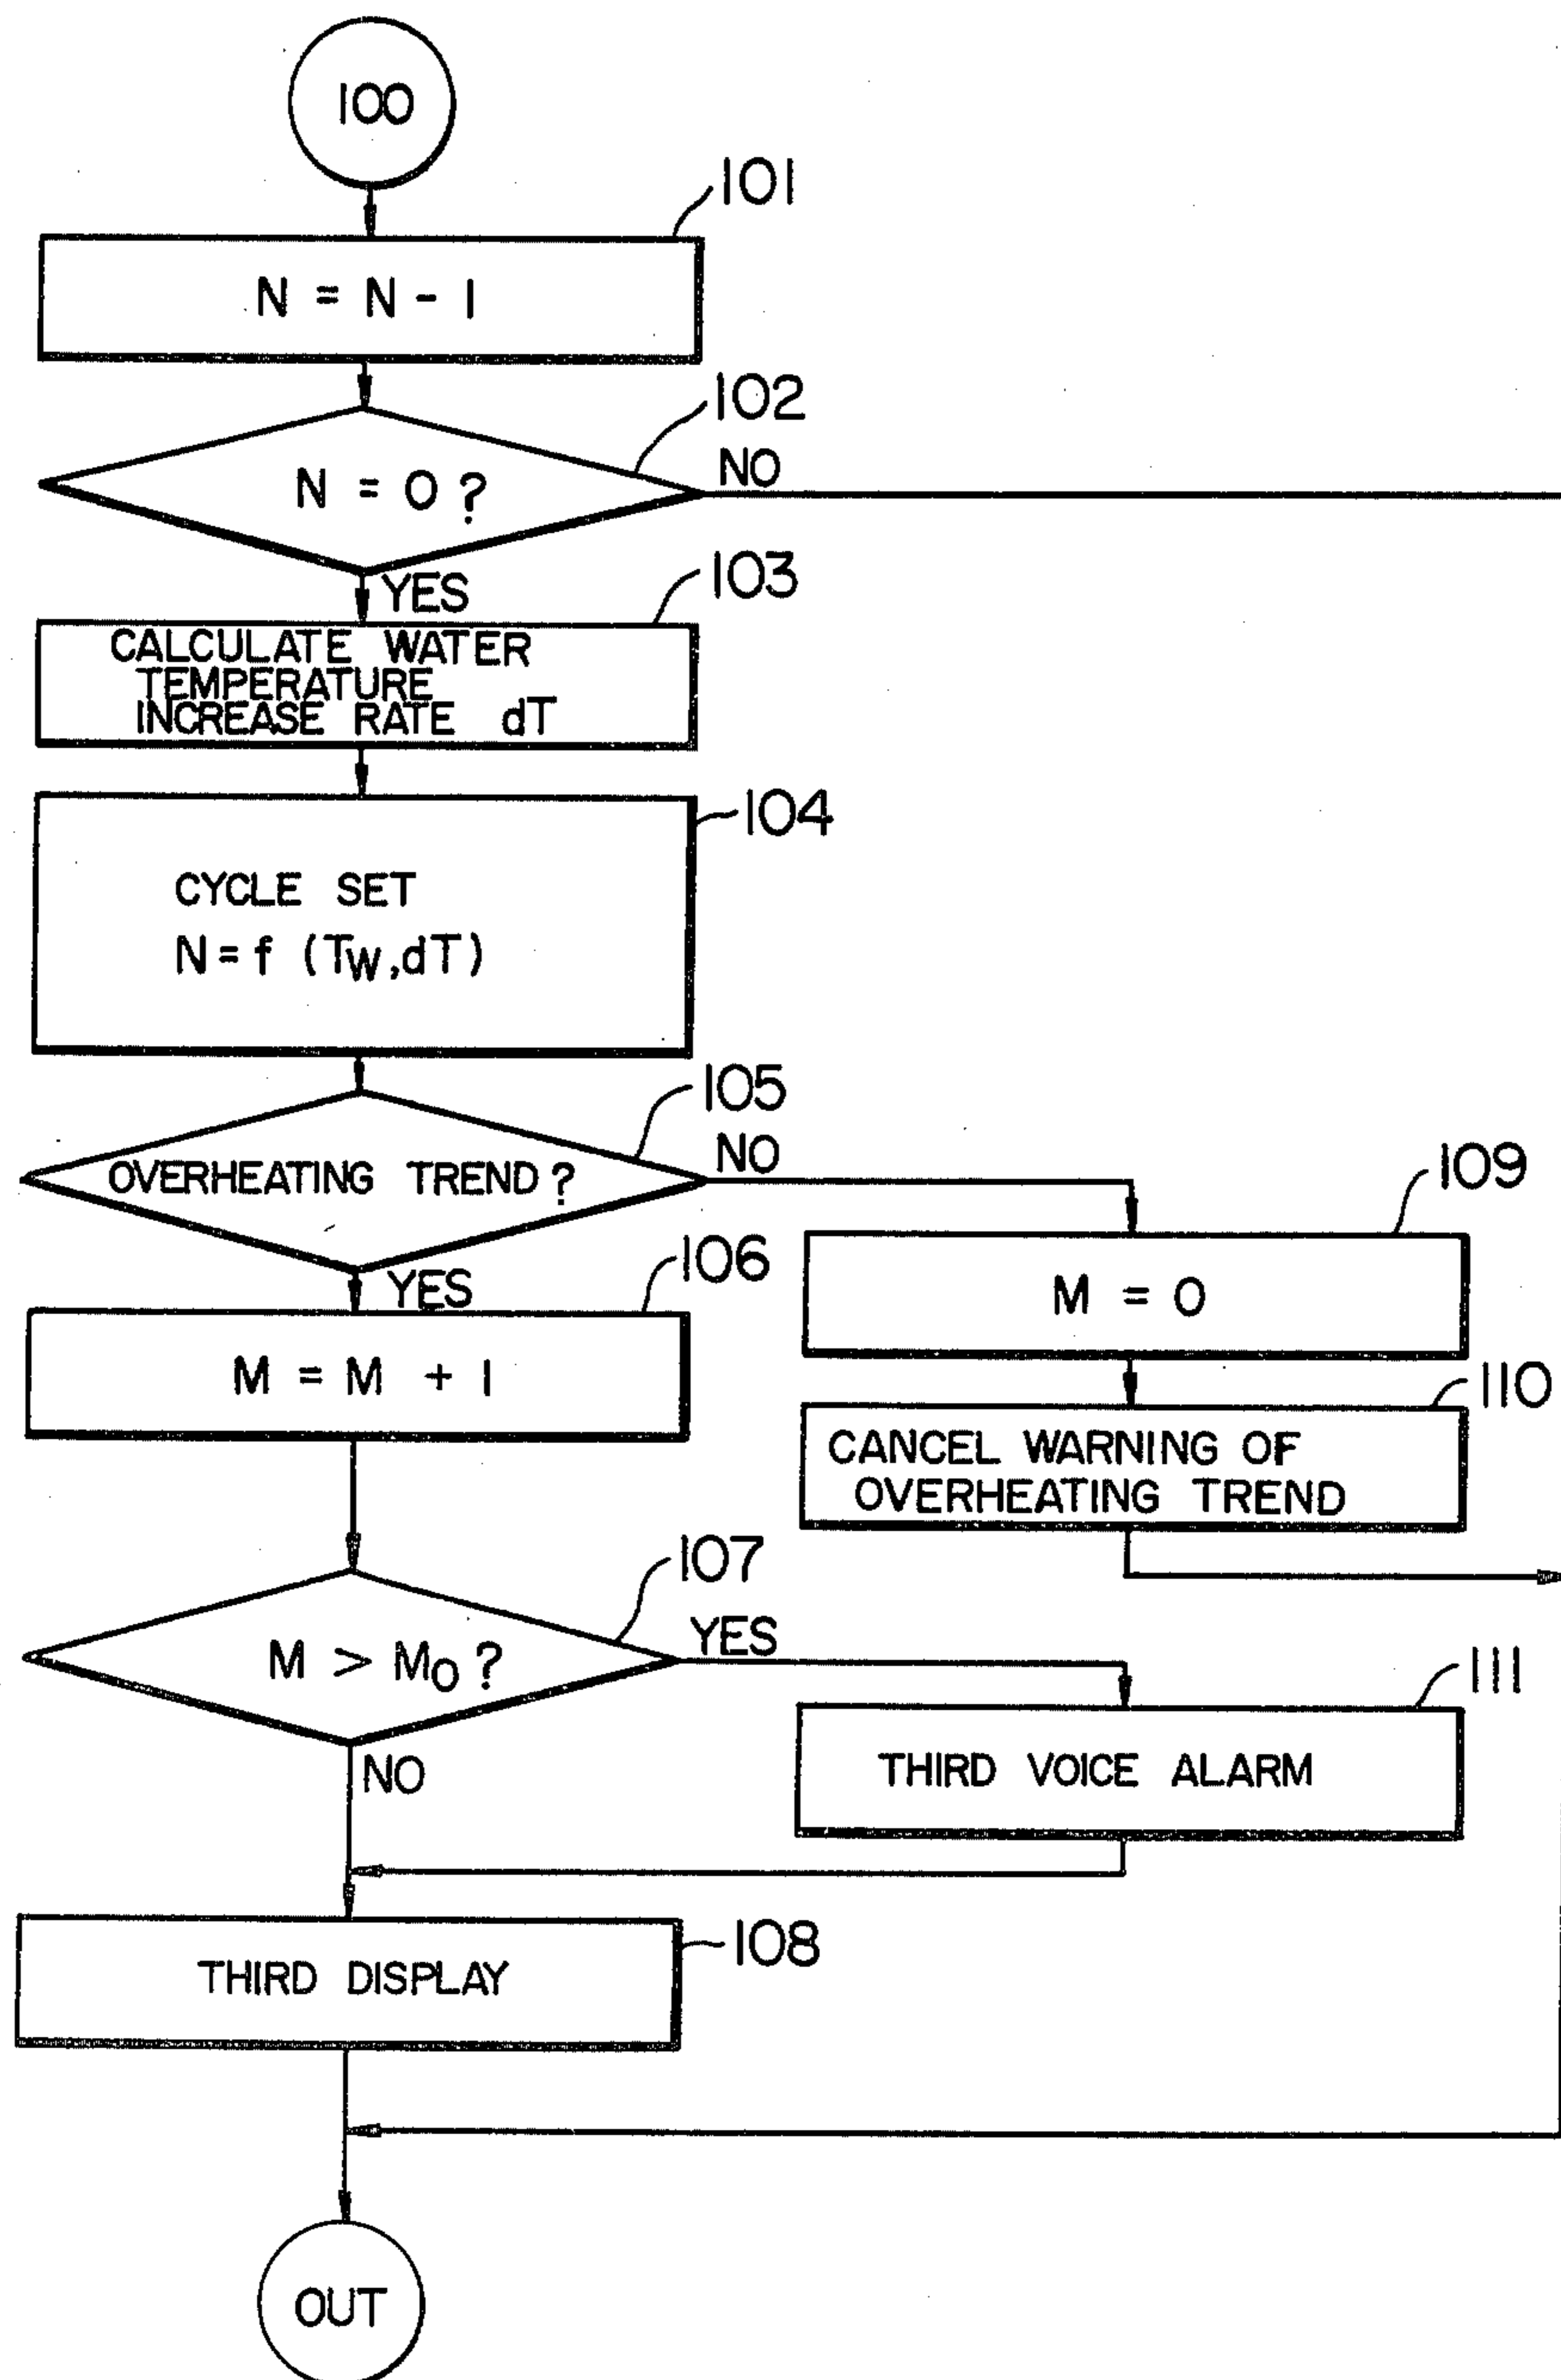 100
101
N = N - 1
102
N = 0 ?
NO
YES
103
CALCULATE WATER
TEMPERATURE
INCREASE RATE dT
104
CYCLE SET
N = f (TW, dT)
105
OVERHEATING TREND ?
NO
109
M = 0
YES
106
M = M + 1
110
CANCEL WARNING OF
OVERHEATING TREND
107
M > MO ?
YES
111
THIRD VOICE ALARM
NO
108
THIRD DISPLAY
OUT